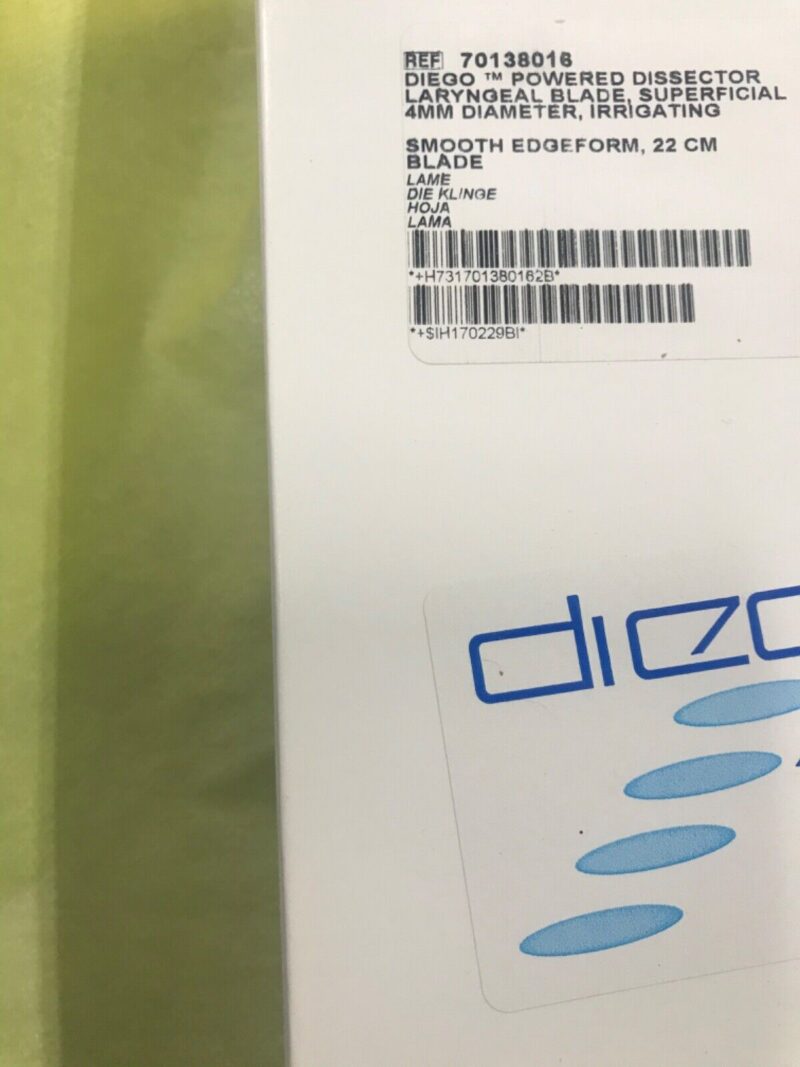 REF 70138016
DIEGO ™ POWERED DISSECTOR
LARYNGEAL BLADE, SUPERFICIAL
4MM DIAMETER, IRRIGATING
SMOOTH EDGEFORM, 22 CM
BLADE
LAME
DIE KLINGE
HOJA
LAMA
*+H731701380162B*
*+$IH170229BI*
dieg